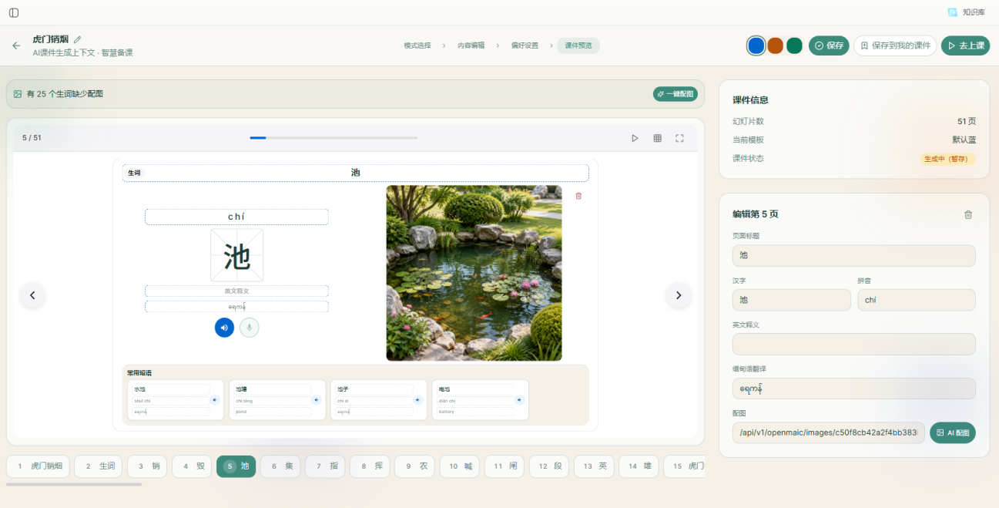 知识库
虎门销烟
AI课件生成上下文 · 智慧备课
模式选择 › 内容编辑 › 偏好设置 › 课件预览
保存
保存到我的课件
去上课
有 25 个生词缺少配图
一键配图
5 / 51
生词
池
chí
池
英文释义
ရေကန်
常用短语
水池
shuǐ chí
ရေကန်
池塘
chí táng
pond
池子
chí zi
ရေကန်
电池
diàn chí
battery
1 虎门销烟
2 生词
3 销
4 毁
5 池
6 集
7 指
8 挥
9 农
10 喊
11 闸
12 段
13 英
14 雄
15 虎门
课件信息
幻灯片数 51 页
当前模板 默认蓝
课件状态 生成中（暂存）
编辑第 5 页
页面标题
池
汉字 拼音
池 chí
英文释义
缅甸语翻译
ရေကန်
配图
/api/v1/openmaic/images/c50f8cb42a2f4bb383
AI 配图